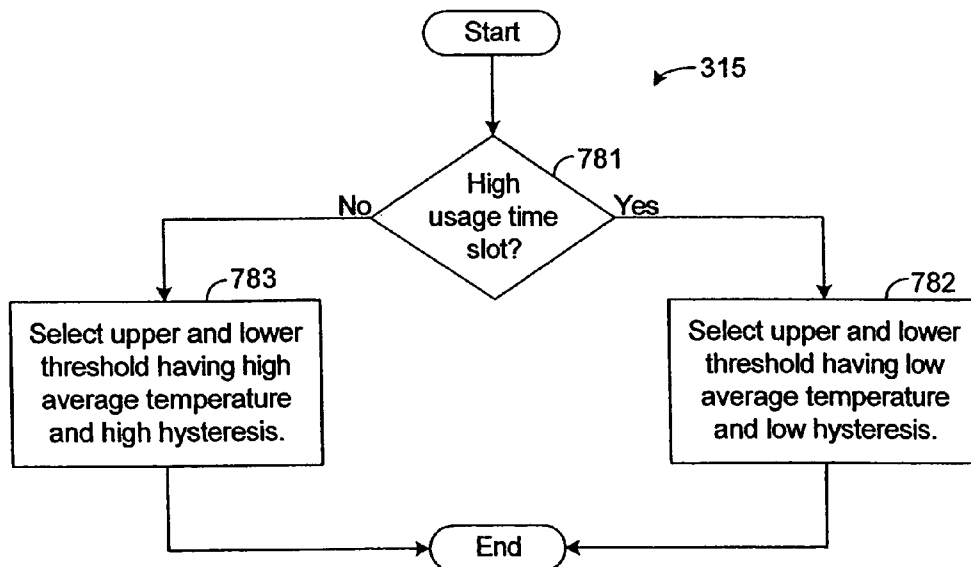 Start
315
781
High
usage time
slot?
No
Yes
783
Select upper and lower
threshold having high
average temperature
and high hysteresis.
782
Select upper and lower
threshold having low
average temperature
and low hysteresis.
End